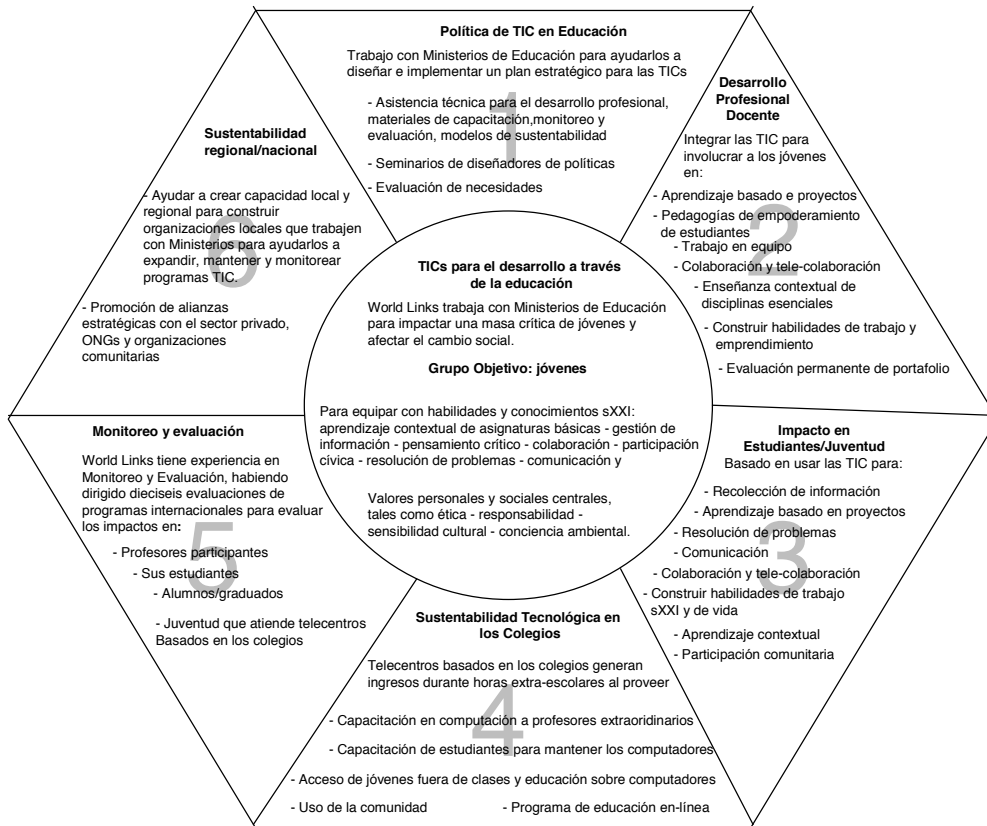 1
Política de TIC en Educación
Trabajo con Ministerios de Educación para ayudarlos a
diseñar e implementar un plan estratégico para las TICs
- Asistencia técnica para el desarrollo profesional,
materiales de capacitación,monitoreo y
evaluación, modelos de sustentabilidad
- Seminarios de diseñadores de políticas
- Evaluación de necesidades
2
Desarrollo
Profesional
Docente
Integrar las TIC para
involucrar a los jóvenes
en:
- Aprendizaje basado e proyectos
- Pedagogías de empoderamiento
de estudiantes
- Trabajo en equipo
- Colaboración y tele-colaboración
- Enseñanza contextual de
disciplinas esenciales
- Construir habilidades de trabajo y
emprendimiento
- Evaluación permanente de portafolio
3
Impacto en
Estudiantes/Juventud
Basado en usar las TIC para:
- Recolección de información
- Aprendizaje basado en proyectos
- Resolución de problemas
- Comunicación
- Colaboración y tele-colaboración
- Construir habilidades de trabajo
sXXI y de vida
- Aprendizaje contextual
- Participación comunitaria
4
Sustentabilidad Tecnológica en
los Colegios
Telecentros basados en los colegios generan
ingresos durante horas extra-escolares al proveer
- Capacitación en computación a profesores extraoridinarios
- Capacitación de estudiantes para mantener los computadores
- Acceso de jóvenes fuera de clases y educación sobre computadores
- Uso de la comunidad - Programa de educación en-línea
5
Monitoreo y evaluación
World Links tiene experiencia en
Monitoreo y Evaluación, habiendo
dirigido dieciseis evaluaciones de
programas internacionales para evaluar
los impactos en:
- Profesores participantes
- Sus estudiantes
- Alumnos/graduados
- Juventud que atiende telecentros
Basados en los colegios
6
Sustentabilidad
regional/nacional
- Ayudar a crear capacidad local y
regional para construir
organizaciones locales que trabajen
con Ministerios para ayudarlos a
expandir, mantener y monitorear
programas TIC.
- Promoción de alianzas
estratégicas con el sector privado,
ONGs y organizaciones
comunitarias
TICs para el desarrollo a través
de la educación
World Links trabaja con Ministerios de Educación
para impactar una masa crítica de jóvenes y
afectar el cambio social.
Grupo Objetivo: jóvenes
Para equipar con habilidades y conocimientos sXXI:
aprendizaje contextual de asignaturas básicas - gestión de
información - pensamiento crítico - colaboración - participación
cívica - resolución de problemas - comunicación y
Valores personales y sociales centrales,
tales como ética - responsabilidad -
sensibilidad cultural - conciencia ambiental.